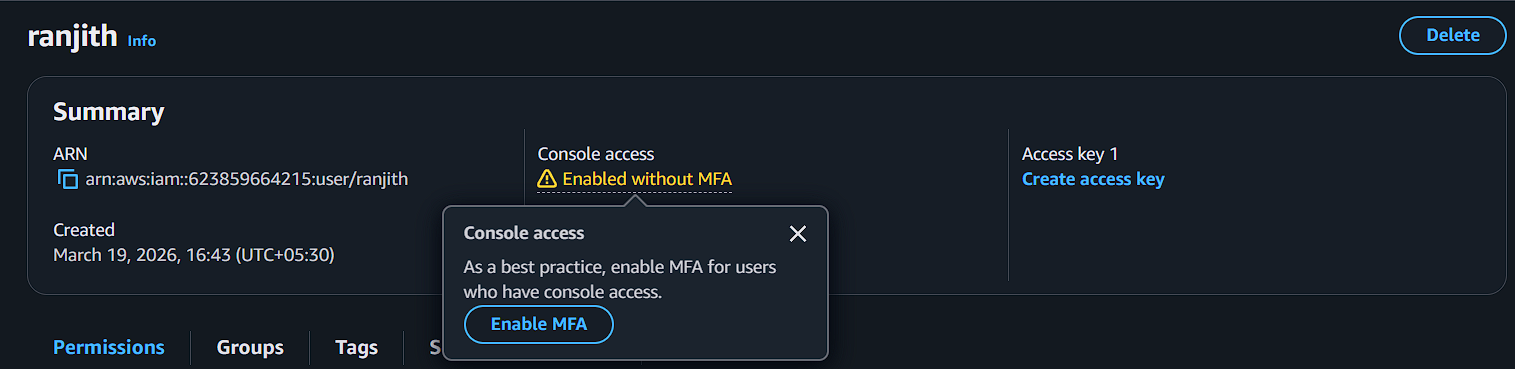 ranjith Info
Delete
Summary
ARN
arn:aws:iam::623859664215:user/ranjith
Created
March 19, 2026, 16:43 (UTC+05:30)
Console access
Enabled without MFA
Access key 1
Create access key
Console access
As a best practice, enable MFA for users
who have console access.
Enable MFA
Permissions
Groups
Tags